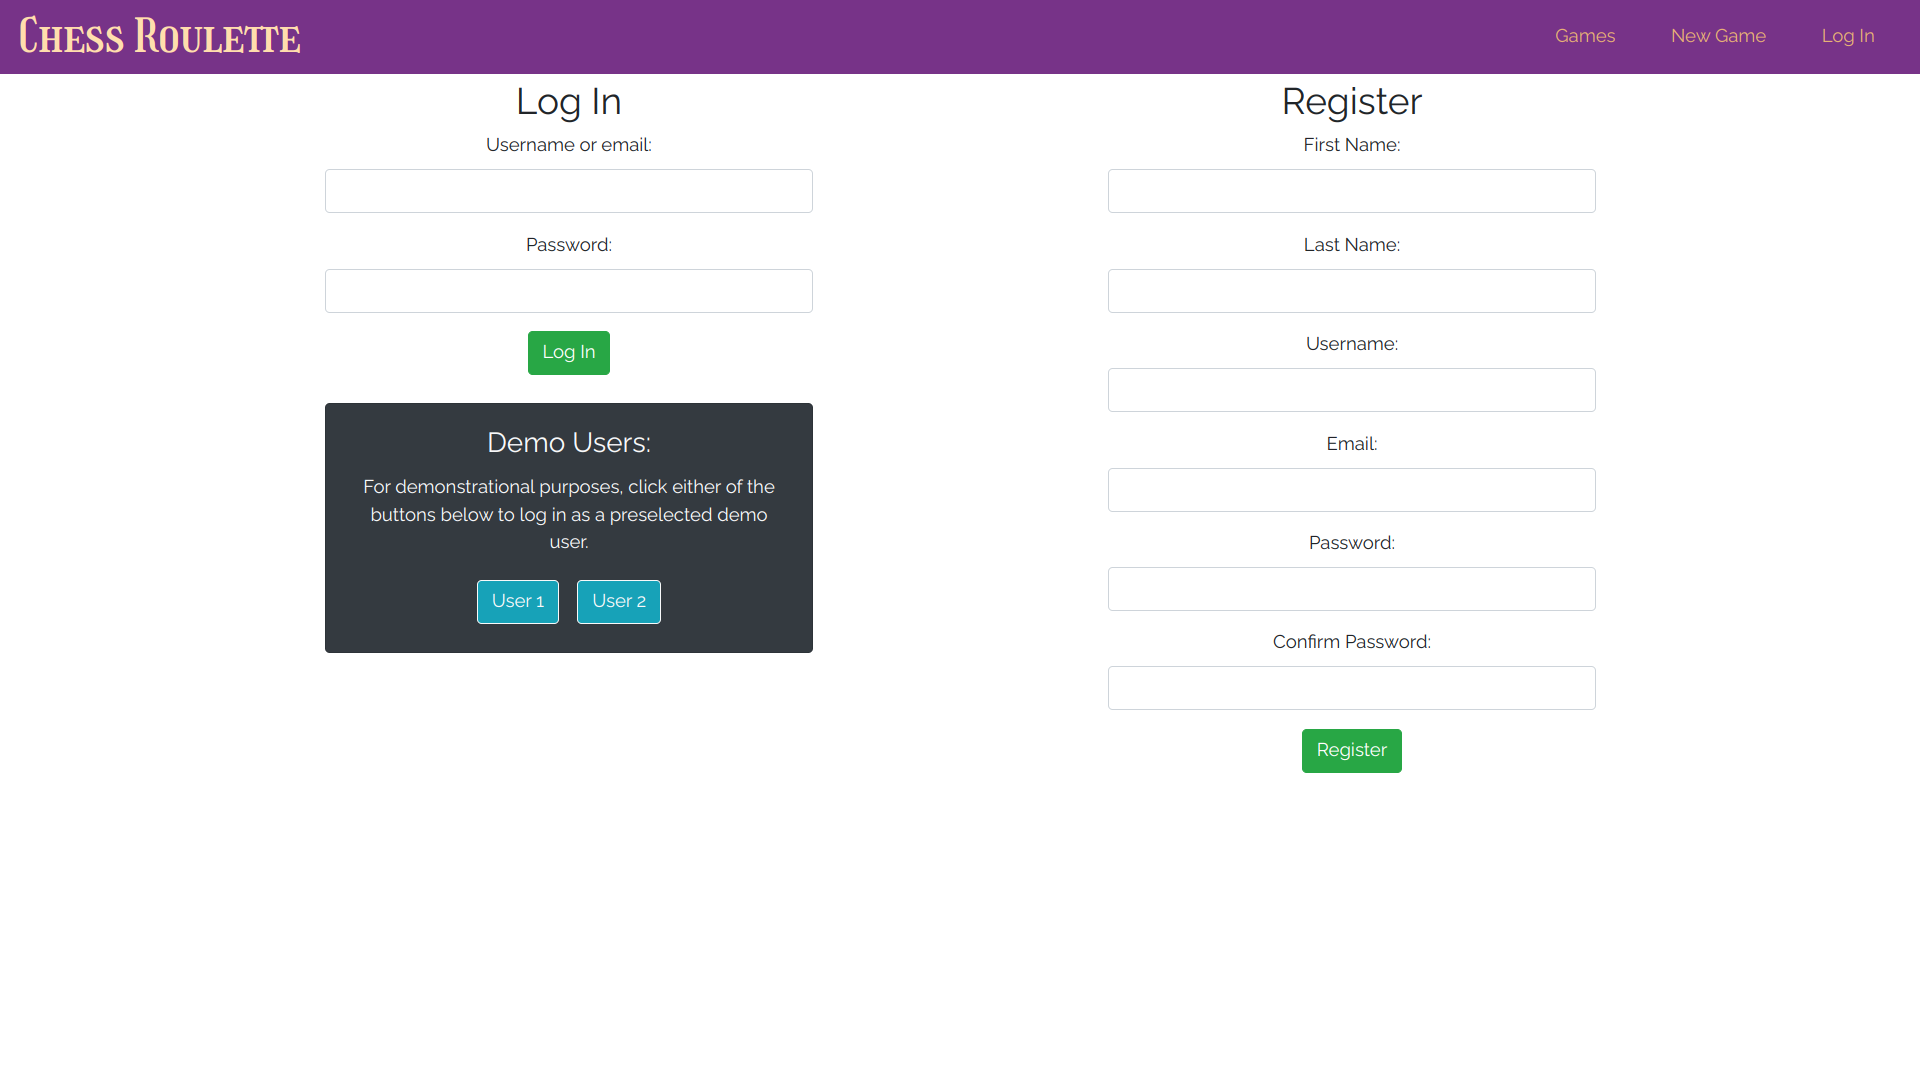 Chess Roulette
Games
New Game
Log In
Log In
Username or email:
Password:
Log In
Demo Users:
For demonstrational purposes, click either of the
buttons below to log in as a preselected demo
user.
User 1
User 2
Register
First Name:
Last Name:
Username:
Email:
Password:
Confirm Password:
Register